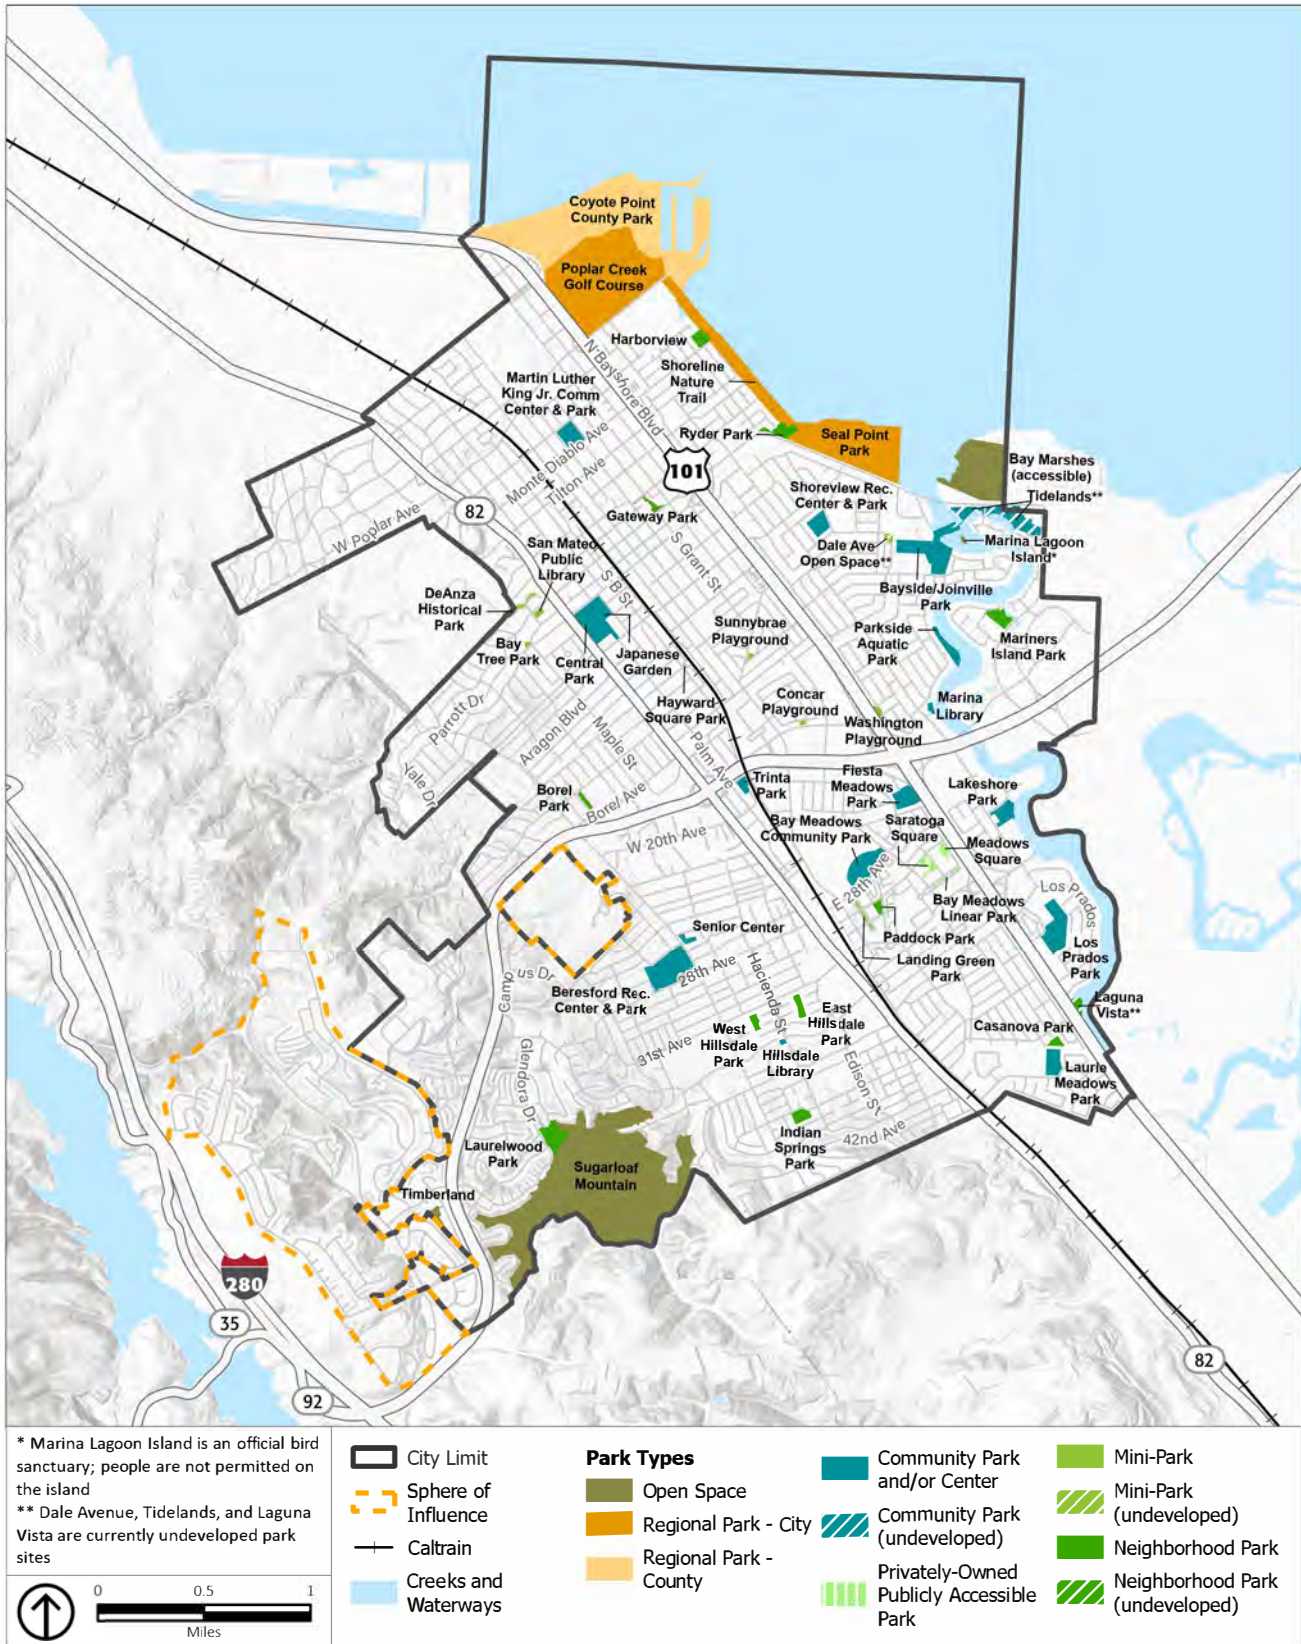 Coyote Point
County Park
Poplar Creek
Golf Course
Harborview
N Bayshore Blvd
Shoreline
Nature
Trail
Martin Luther
King Jr. Comm
Center & Park
Ryder Park
Seal Point
Park
Monte Diablo Ave
Tilton Ave
101
Bay Marshes
(accessible)
Tidelands**
Shoreview Rec.
Center & Park
82
Gateway Park
W Poplar Ave
San Mateo
Public
Library
S Grant St
Dale Ave
Open Space**
Marina Lagoon
Island*
S B St
Bayside/Joinville
Park
DeAnza
Historical
Park
Sunnybrae
Playground
Parkside
Aquatic
Park
Mariners
Island Park
Bay
Tree Park
Central
Park
Japanese
Garden
Parrott Dr
Hayward
Square Park
Concar
Playground
Marina
Library
Washington
Playground
Aragon Blvd
Maple St
Palm Ave
Yale Dr
Borel
Park
Borel Ave
Trinta
Park
Fiesta
Meadows
Park
Lakeshore
Park
Bay Meadows
Community Park
Saratoga
Square
Meadows
Square
W 20th Ave
E 28th Ave
Los Prados
Bay Meadows
Linear Park
Senior Center
Paddock Park
Landing Green
Park
Los
Prados
Park
28th Ave
Hacienda St
Campus Dr
Beresford Rec.
Center & Park
Laguna
Vista**
East
Hillsdale
Park
West
Hillsdale
Park
Casanova Park
31st Ave
Hillsdale
Library
Edison St
Glendora Dr
Laurie
Meadows
Park
Laurelwood
Park
Indian
Springs
Park
42nd Ave
Sugarloaf
Mountain
Timberland
280
35
92
82
* Marina Lagoon Island is an official bird
sanctuary; people are not permitted on
the island
** Dale Avenue, Tidelands, and Laguna
Vista are currently undeveloped park
sites
0 0.5 1
Miles
City Limit
Sphere of
Influence
Caltrain
Creeks and
Waterways
Park Types
Open Space
Regional Park - City
Regional Park -
County
Community Park
and/or Center
Community Park
(undeveloped)
Privately-Owned
Publicly Accessible
Park
Mini-Park
Mini-Park
(undeveloped)
Neighborhood Park
Neighborhood Park
(undeveloped)